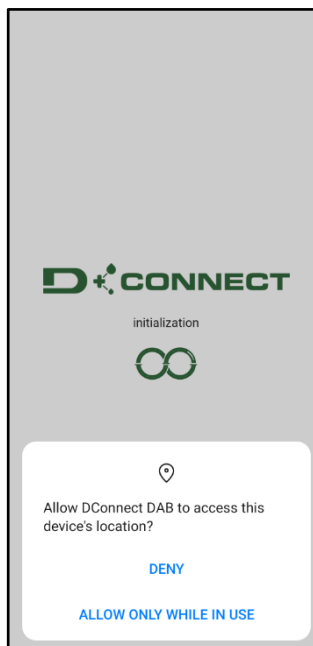 D CONNECT
initialization
Allow DConnect DAB to access this
device's location?
DENY
ALLOW ONLY WHILE IN USE